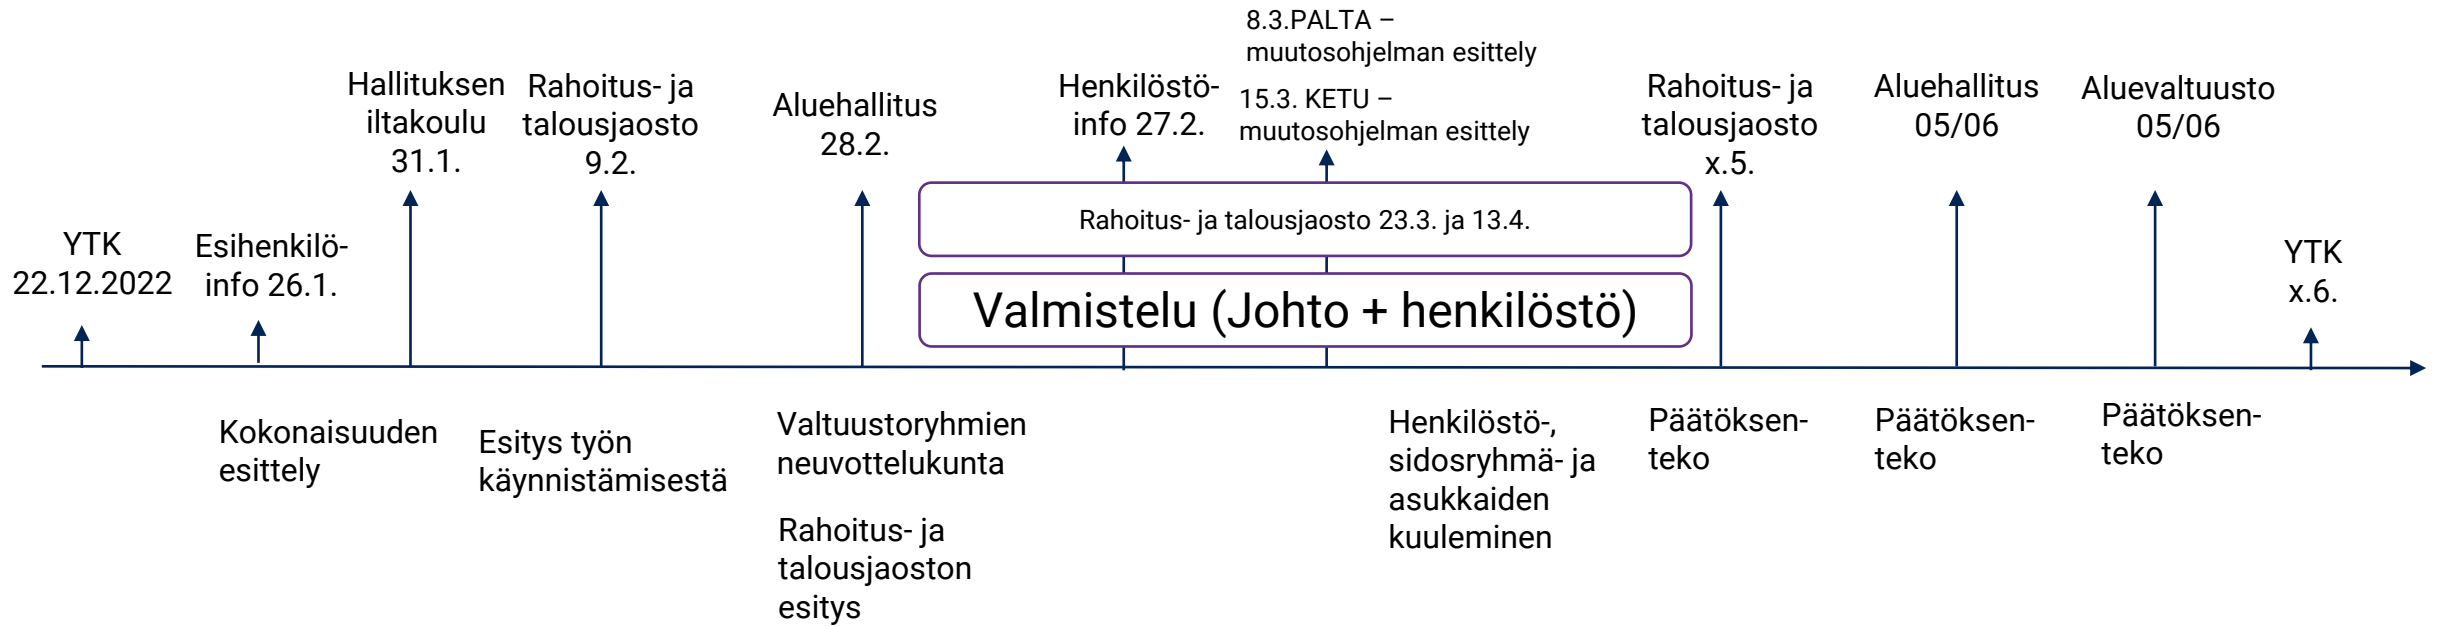 YTK
22.12.2022
Esihenkilö-
info 26.1.
Hallituksen
iltakoulu
31.1.
Rahoitus- ja
talousjaosto
9.2.
Aluehallitus
28.2.
Henkilöstö-
info 27.2.
8.3.PALTA –
muutosohjelman esittely
15.3. KETU –
muutosohjelman esittely
Rahoitus- ja talousjaosto 23.3. ja 13.4.
Valmistelu (Johto + henkilöstö)
Rahoitus- ja
talousjaosto
x.5.
Aluehallitus
05/06
Aluevaltuusto
05/06
YTK
x.6.
Kokonaisuuden
esittely
Esitys työn
käynnistämisestä
Valtuustoryhmien
neuvottelukunta
Rahoitus- ja
talousjaoston
esitys
Henkilöstö-,
sidosryhmä- ja
asukkaiden
kuuleminen
Päätöksen-
teko
Päätöksen-
teko
Päätöksen-
teko